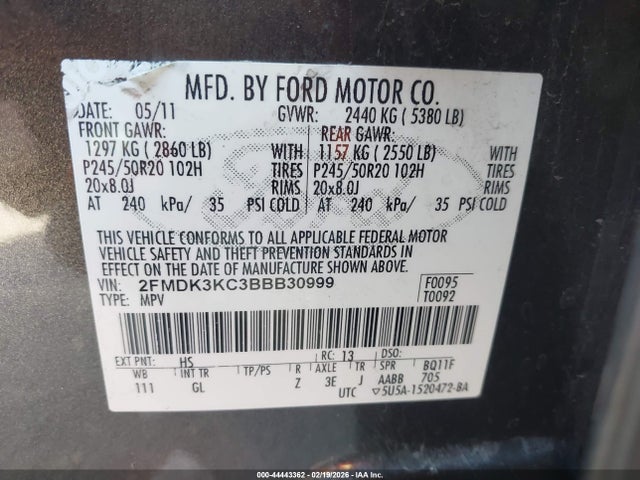 MFD. BY FORD MOTOR CO.
DATE: 05/11 GVWR: 2440 KG ( 5380 LB)
FRONT GAWR: REAR GAWR:
1297 KG ( 2860 LB) WITH 1157 KG ( 2550 LB) WITH
P245/50R20 102H TIRES P245/50R20 102H TIRES
20x8.0J RIMS 20x8.0J RIMS
AT 240 kPa/ 35 PSI COLD AT 240 kPa/ 35 PSI COLD
THIS VEHICLE CONFORMS TO ALL APPLICABLE FEDERAL MOTOR
VEHICLE SAFETY AND THEFT PREVENTION STANDARDS IN
EFFECT ON THE DATE OF MANUFACTURE SHOWN ABOVE.
VIN: 2FMDK3KC3BBB30999 F0095
TYPE: MPV T0092
EXT PNT: HS RC: 13 DSO:
WB INT TR TP/PS R AXLE TR SPR BQ11F
111 GL Z 3E J AABB 705
UTC ▽5U5A-1520472-BA
000-44443362 | 02/19/2026 - IAA Inc.